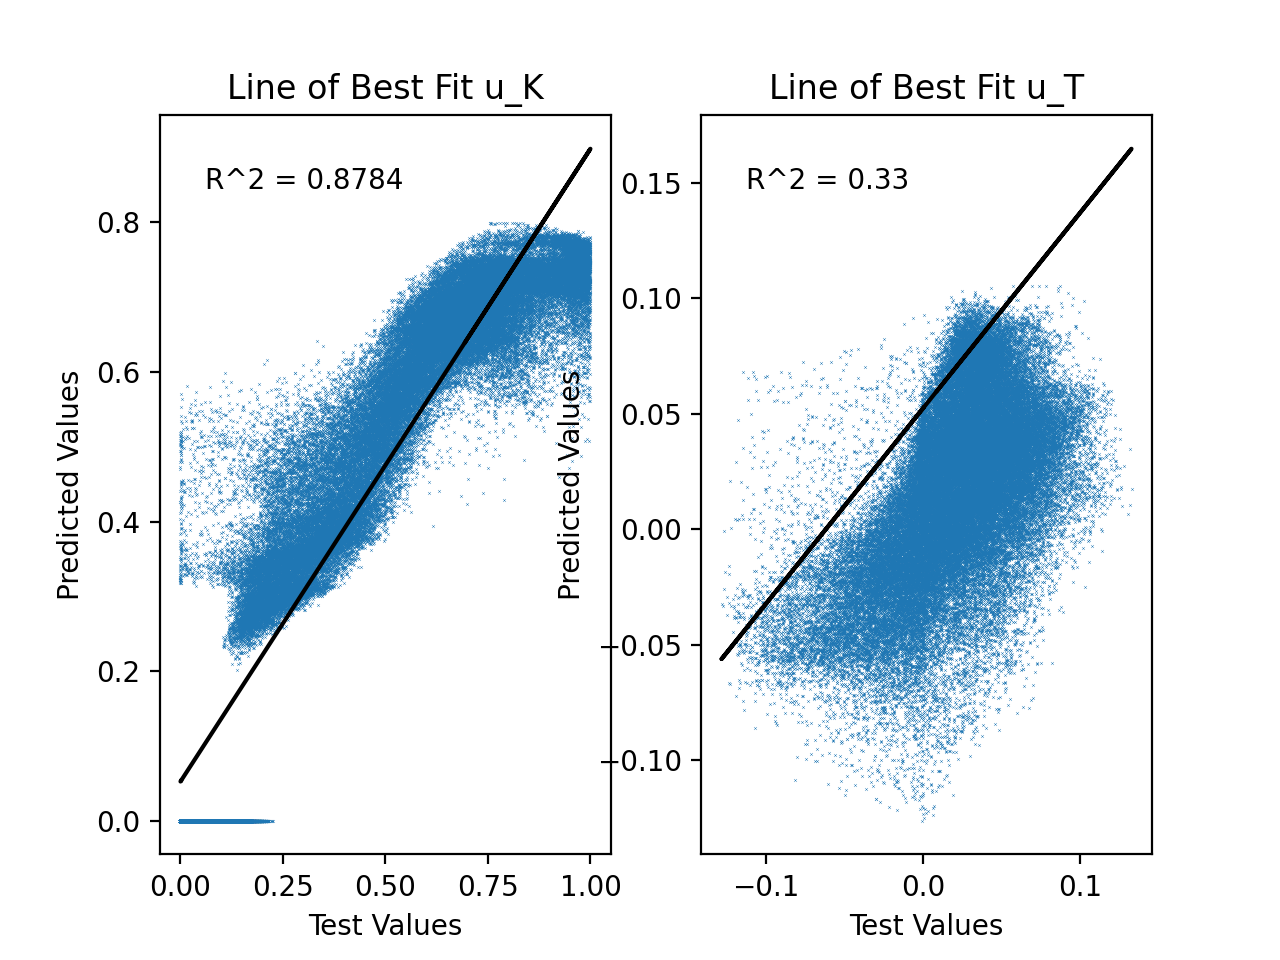 Line of Best Fit u_K
R^2 = 0.8784
Predicted Values
0.8
0.6
0.4
0.2
0.0
0.00 0.25 0.50 0.75 1.00
Test Values
Line of Best Fit u_T
R^2 = 0.33
Predicted Values
0.15
0.10
0.05
0.00
−0.05
−0.10
−0.1 0.0 0.1
Test Values